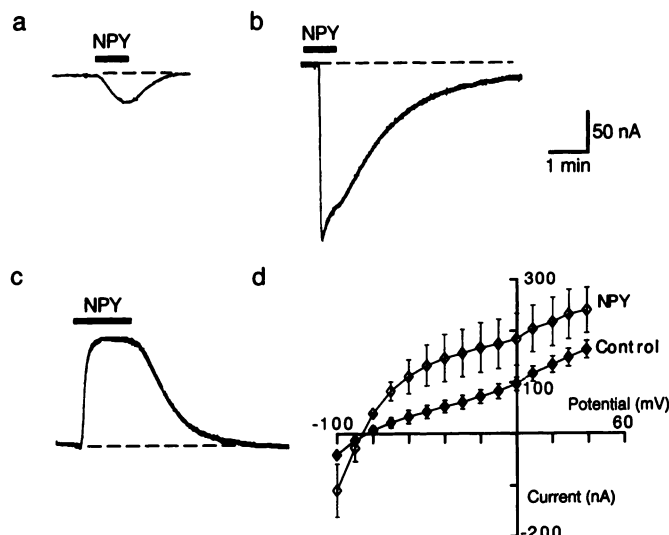 a
NPY
b
NPY
50 nA
1 min
c
NPY
d
300
NPY
Control
100
Potential (mV)
-100
60
Current (nA)
-200